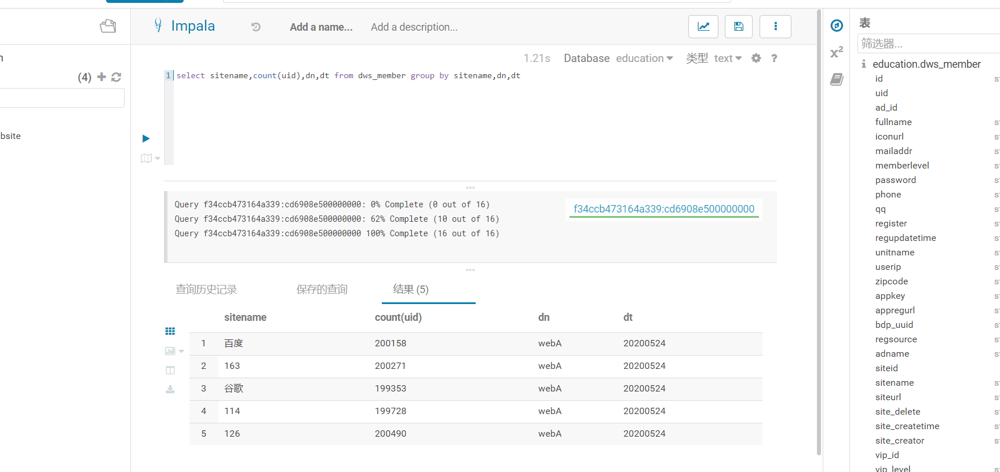 Impala
Add a name...
Add a description...
(4)
bsite
1.21s Database education 类型 text ?
1 select sitename,count(uid),dn,dt from dws_member group by sitename,dn,dt
Query f34ccb473164a339:cd6908e500000000: 0% Complete (0 out of 16)
Query f34ccb473164a339:cd6908e500000000: 62% Complete (10 out of 16)
Query f34ccb473164a339:cd6908e500000000 100% Complete (16 out of 16)
f34ccb473164a339:cd6908e500000000
查询历史记录 保存的查询 结果 (5)
sitename count(uid) dn dt
1 百度 200158 webA 20200524
2 163 200271 webA 20200524
3 谷歌 199353 webA 20200524
4 114 199728 webA 20200524
5 126 200490 webA 20200524
x²
表
筛选器...
education.dws_member
id
uid
ad_id
fullname
iconurl
mailaddr
memberlevel
password
phone
qq
register
regupdatetime
unitname
userip
zipcode
appkey
appregurl
bdp_uuid
regsource
adname
siteid
sitename
siteurl
site_delete
site_createtime
site_creator
vip_id
vip_level